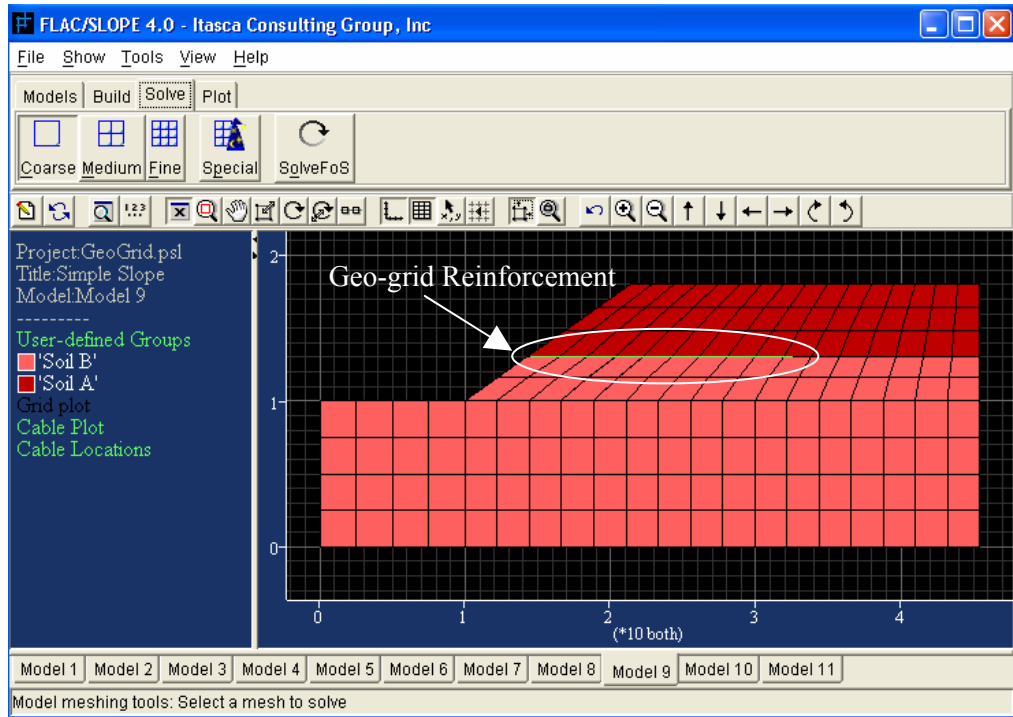 FLAC/SLOPE 4.0 - Itasca Consulting Group, Inc
File Show Tools View Help
Models Build Solve Plot
Coarse Medium Fine Special SolveFoS
Project:GeoGrid.psl
Title:Simple Slope
Model:Model 9
----------
User-defined Groups
'Soil B'
'Soil A'
Grid plot
Cable Plot
Cable Locations
Geo-grid Reinforcement
2
1
0
0 1 2 3 4
(*10 both)
Model 1 Model 2 Model 3 Model 4 Model 5 Model 6 Model 7 Model 8 Model 9 Model 10 Model 11
Model meshing tools: Select a mesh to solve